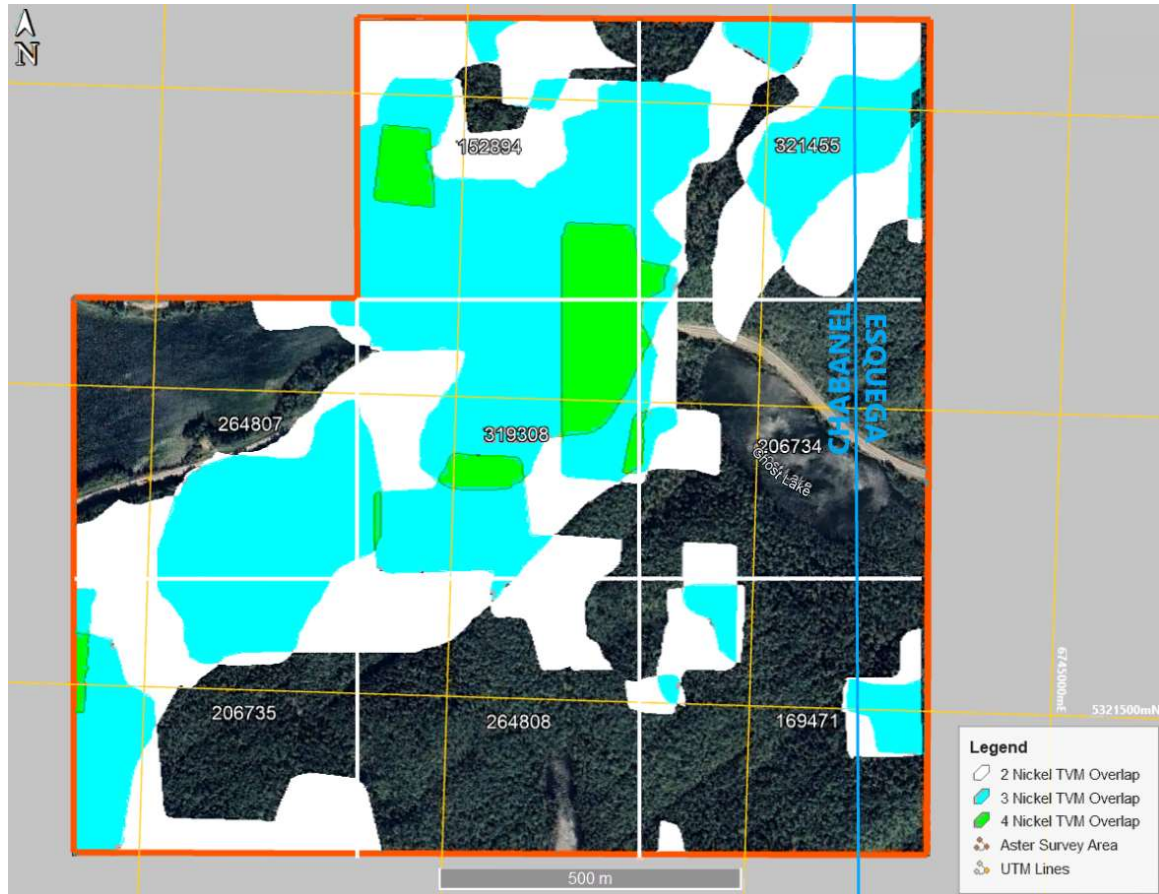 N
152894
321455
CHABANEL
ESQUEGA
264807
319308
206734
Ghost Lake
206735
264808
169471
6745000mE
5321500mN
Legend
2 Nickel TVM Overlap
3 Nickel TVM Overlap
4 Nickel TVM Overlap
Aster Survey Area
UTM Lines
500 m